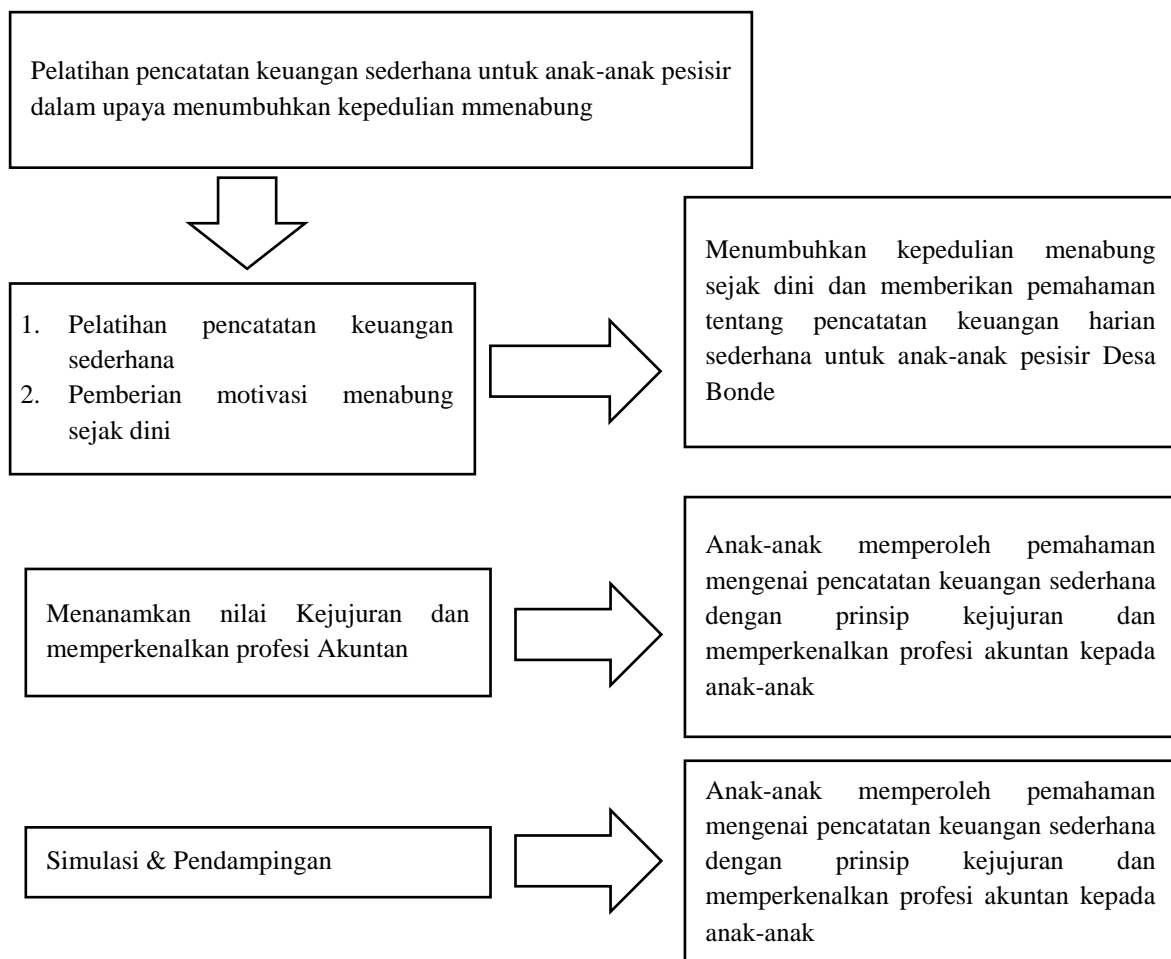 Pelatihan pencatatan keuangan sederhana untuk anak-anak pesisir
dalam upaya menumbuhkan kepedulian mmenabung
1. Pelatihan pencatatan keuangan
sederhana
2. Pemberian motivasi menabung
sejak dini
Menumbuhkan kepedulian menabung
sejak dini dan memberikan pemahaman
tentang pencatatan keuangan harian
sederhana untuk anak-anak pesisir Desa
Bonde
Menanamkan nilai Kejujuran dan
memperkenalkan profesi Akuntan
Anak-anak memperoleh pemahaman
mengenai pencatatan keuangan sederhana
dengan prinsip kejujuran dan
memperkenalkan profesi akuntan kepada
anak-anak
Simulasi & Pendampingan
Anak-anak memperoleh pemahaman
mengenai pencatatan keuangan sederhana
dengan prinsip kejujuran dan
memperkenalkan profesi akuntan kepada
anak-anak